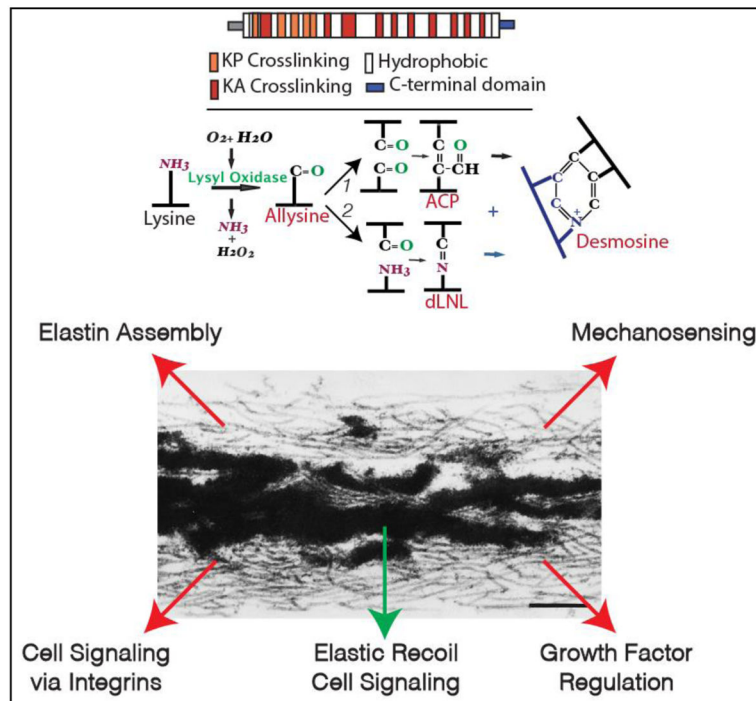 KP Crosslinking
Hydrophobic
KA Crosslinking
C-terminal domain
O2+ H2O
NH3
Lysyl Oxidase
Lysine
NH3
+
H2O2
C=O
Allysine
1
2
C=O
C=O
C O
C-CH
ACP
C=O
NH3
C
N
dLNL
+
C
C C
C C
N+
Desmosine
Elastin Assembly
Mechanosensing
Cell Signaling
via Integrins
Elastic Recoil
Cell Signaling
Growth Factor
Regulation